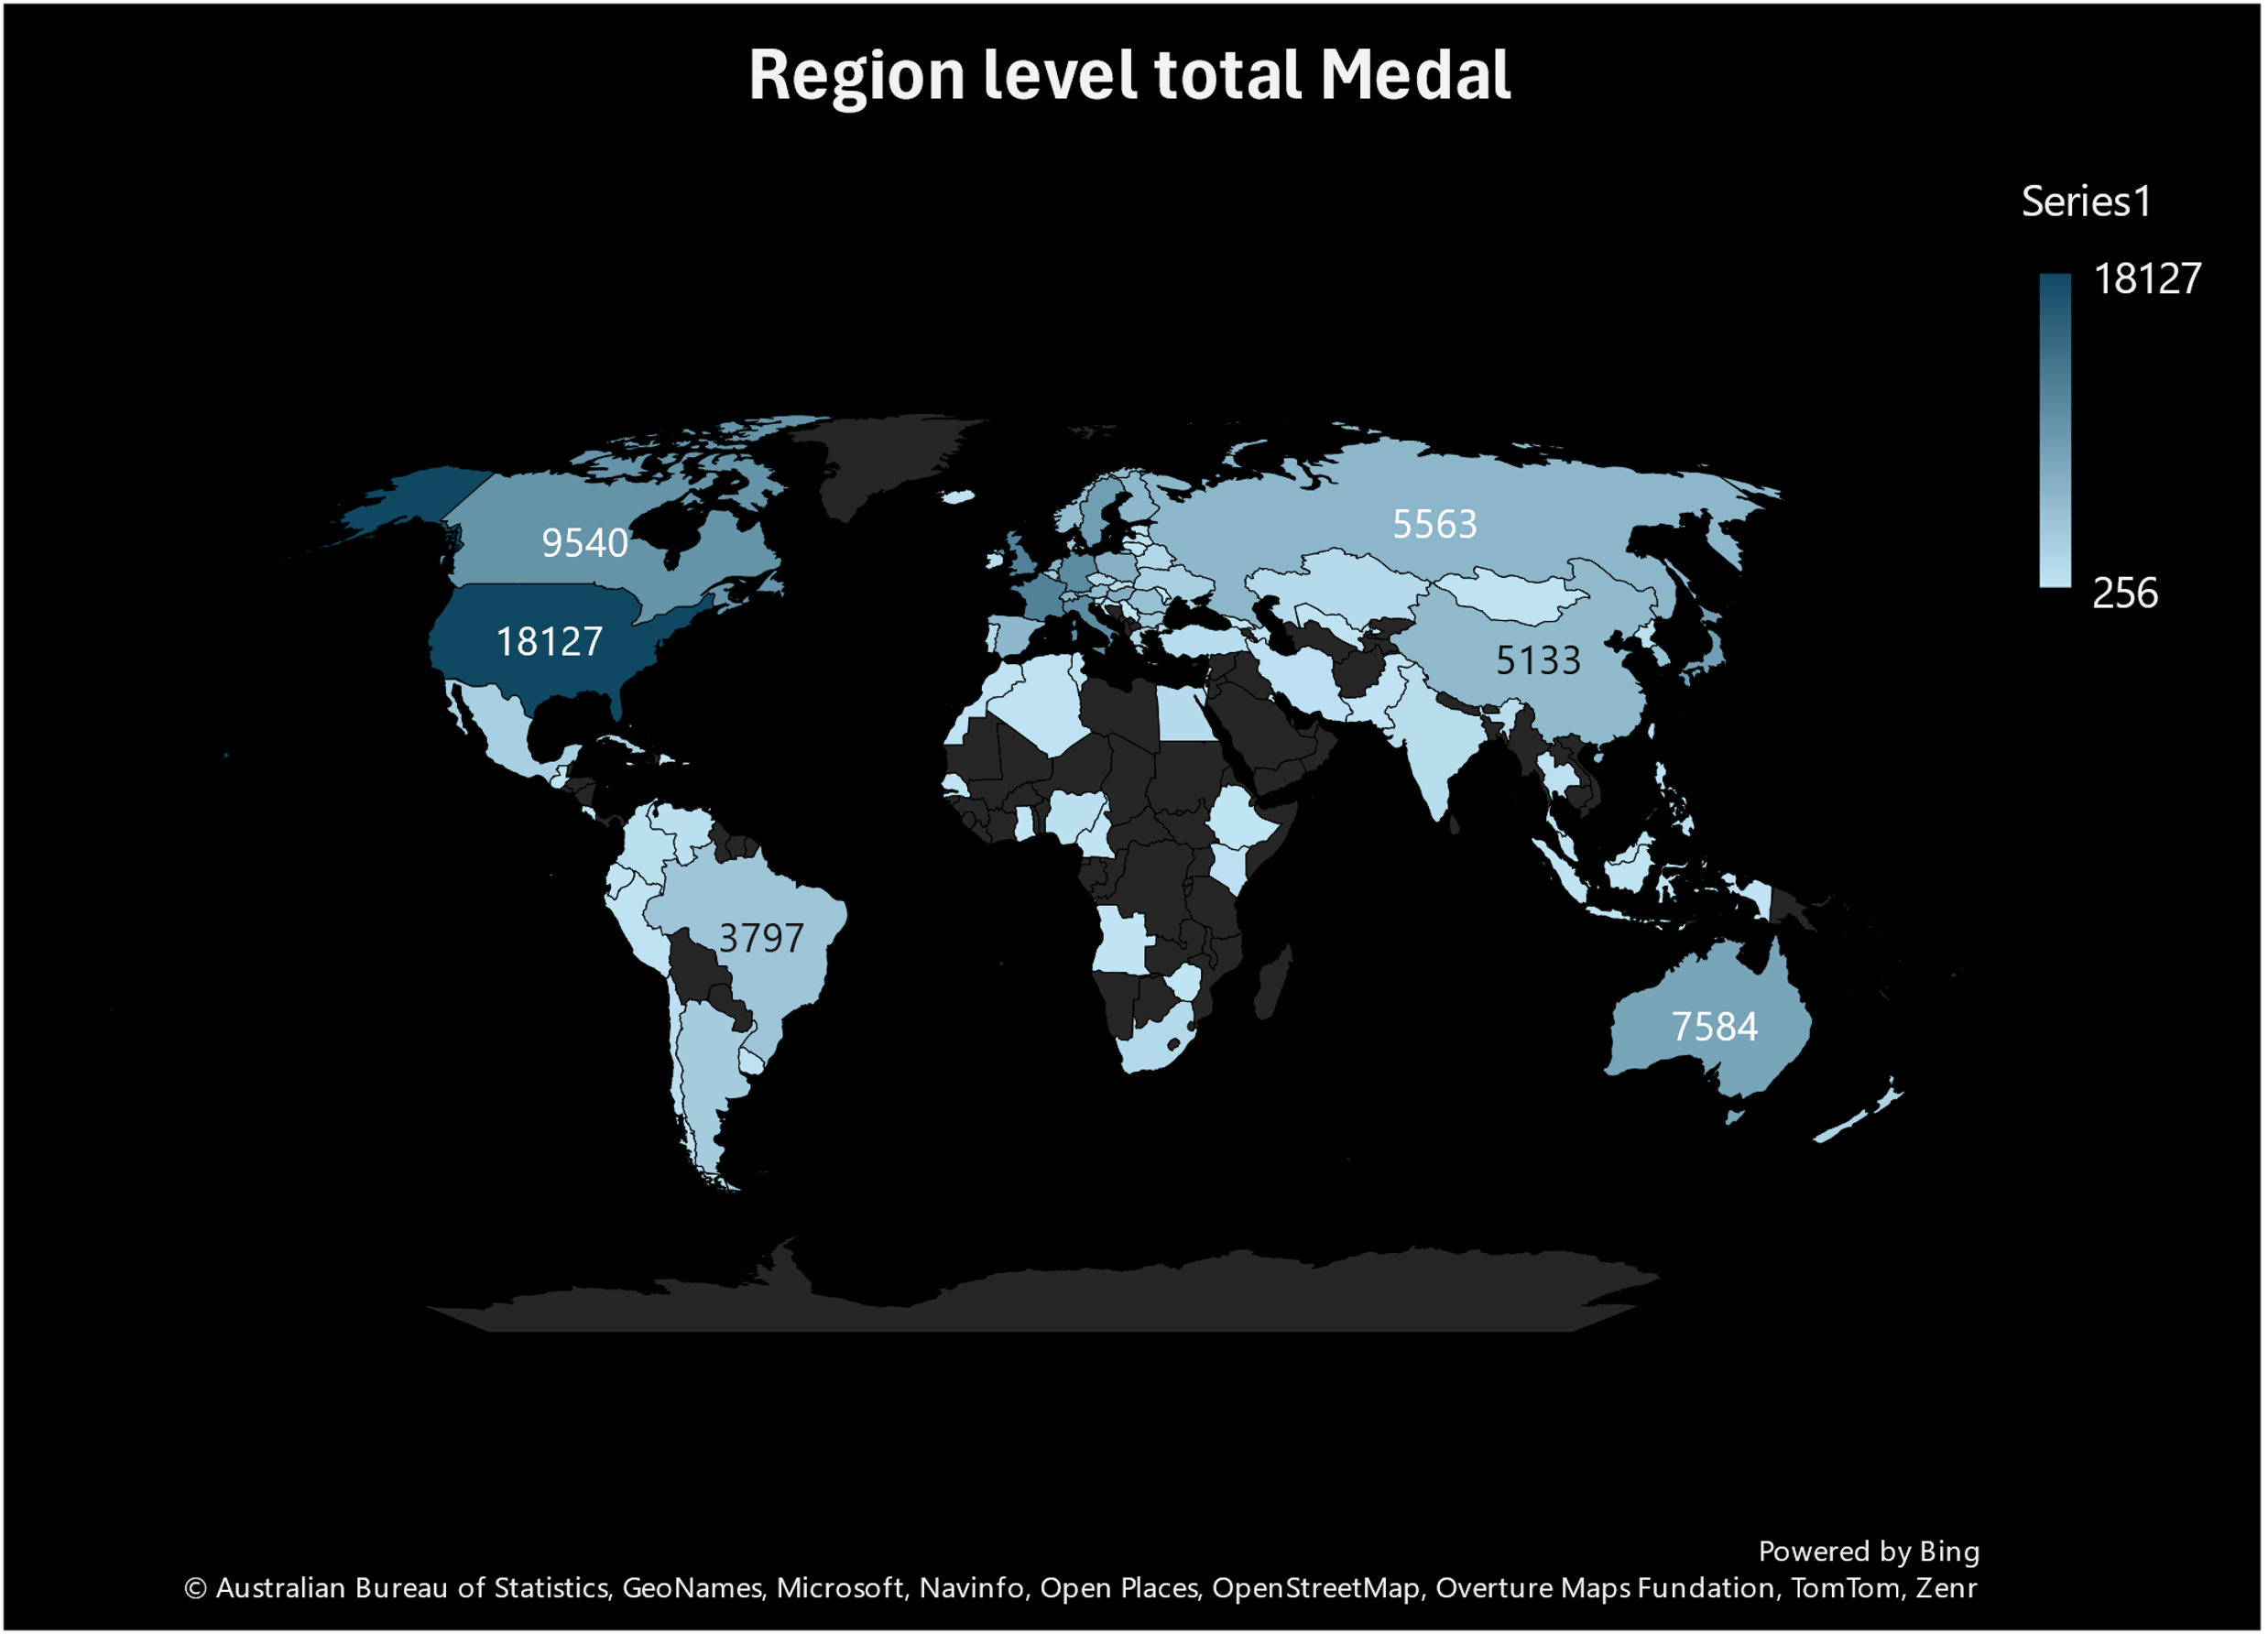 Region level total Medal
Series1
18127
256
9540
18127
5563
5133
3797
7584
Powered by Bing
© Australian Bureau of Statistics, GeoNames, Microsoft, Navinfo, Open Places, OpenStreetMap, Overture Maps Fundation, TomTom, Zenr